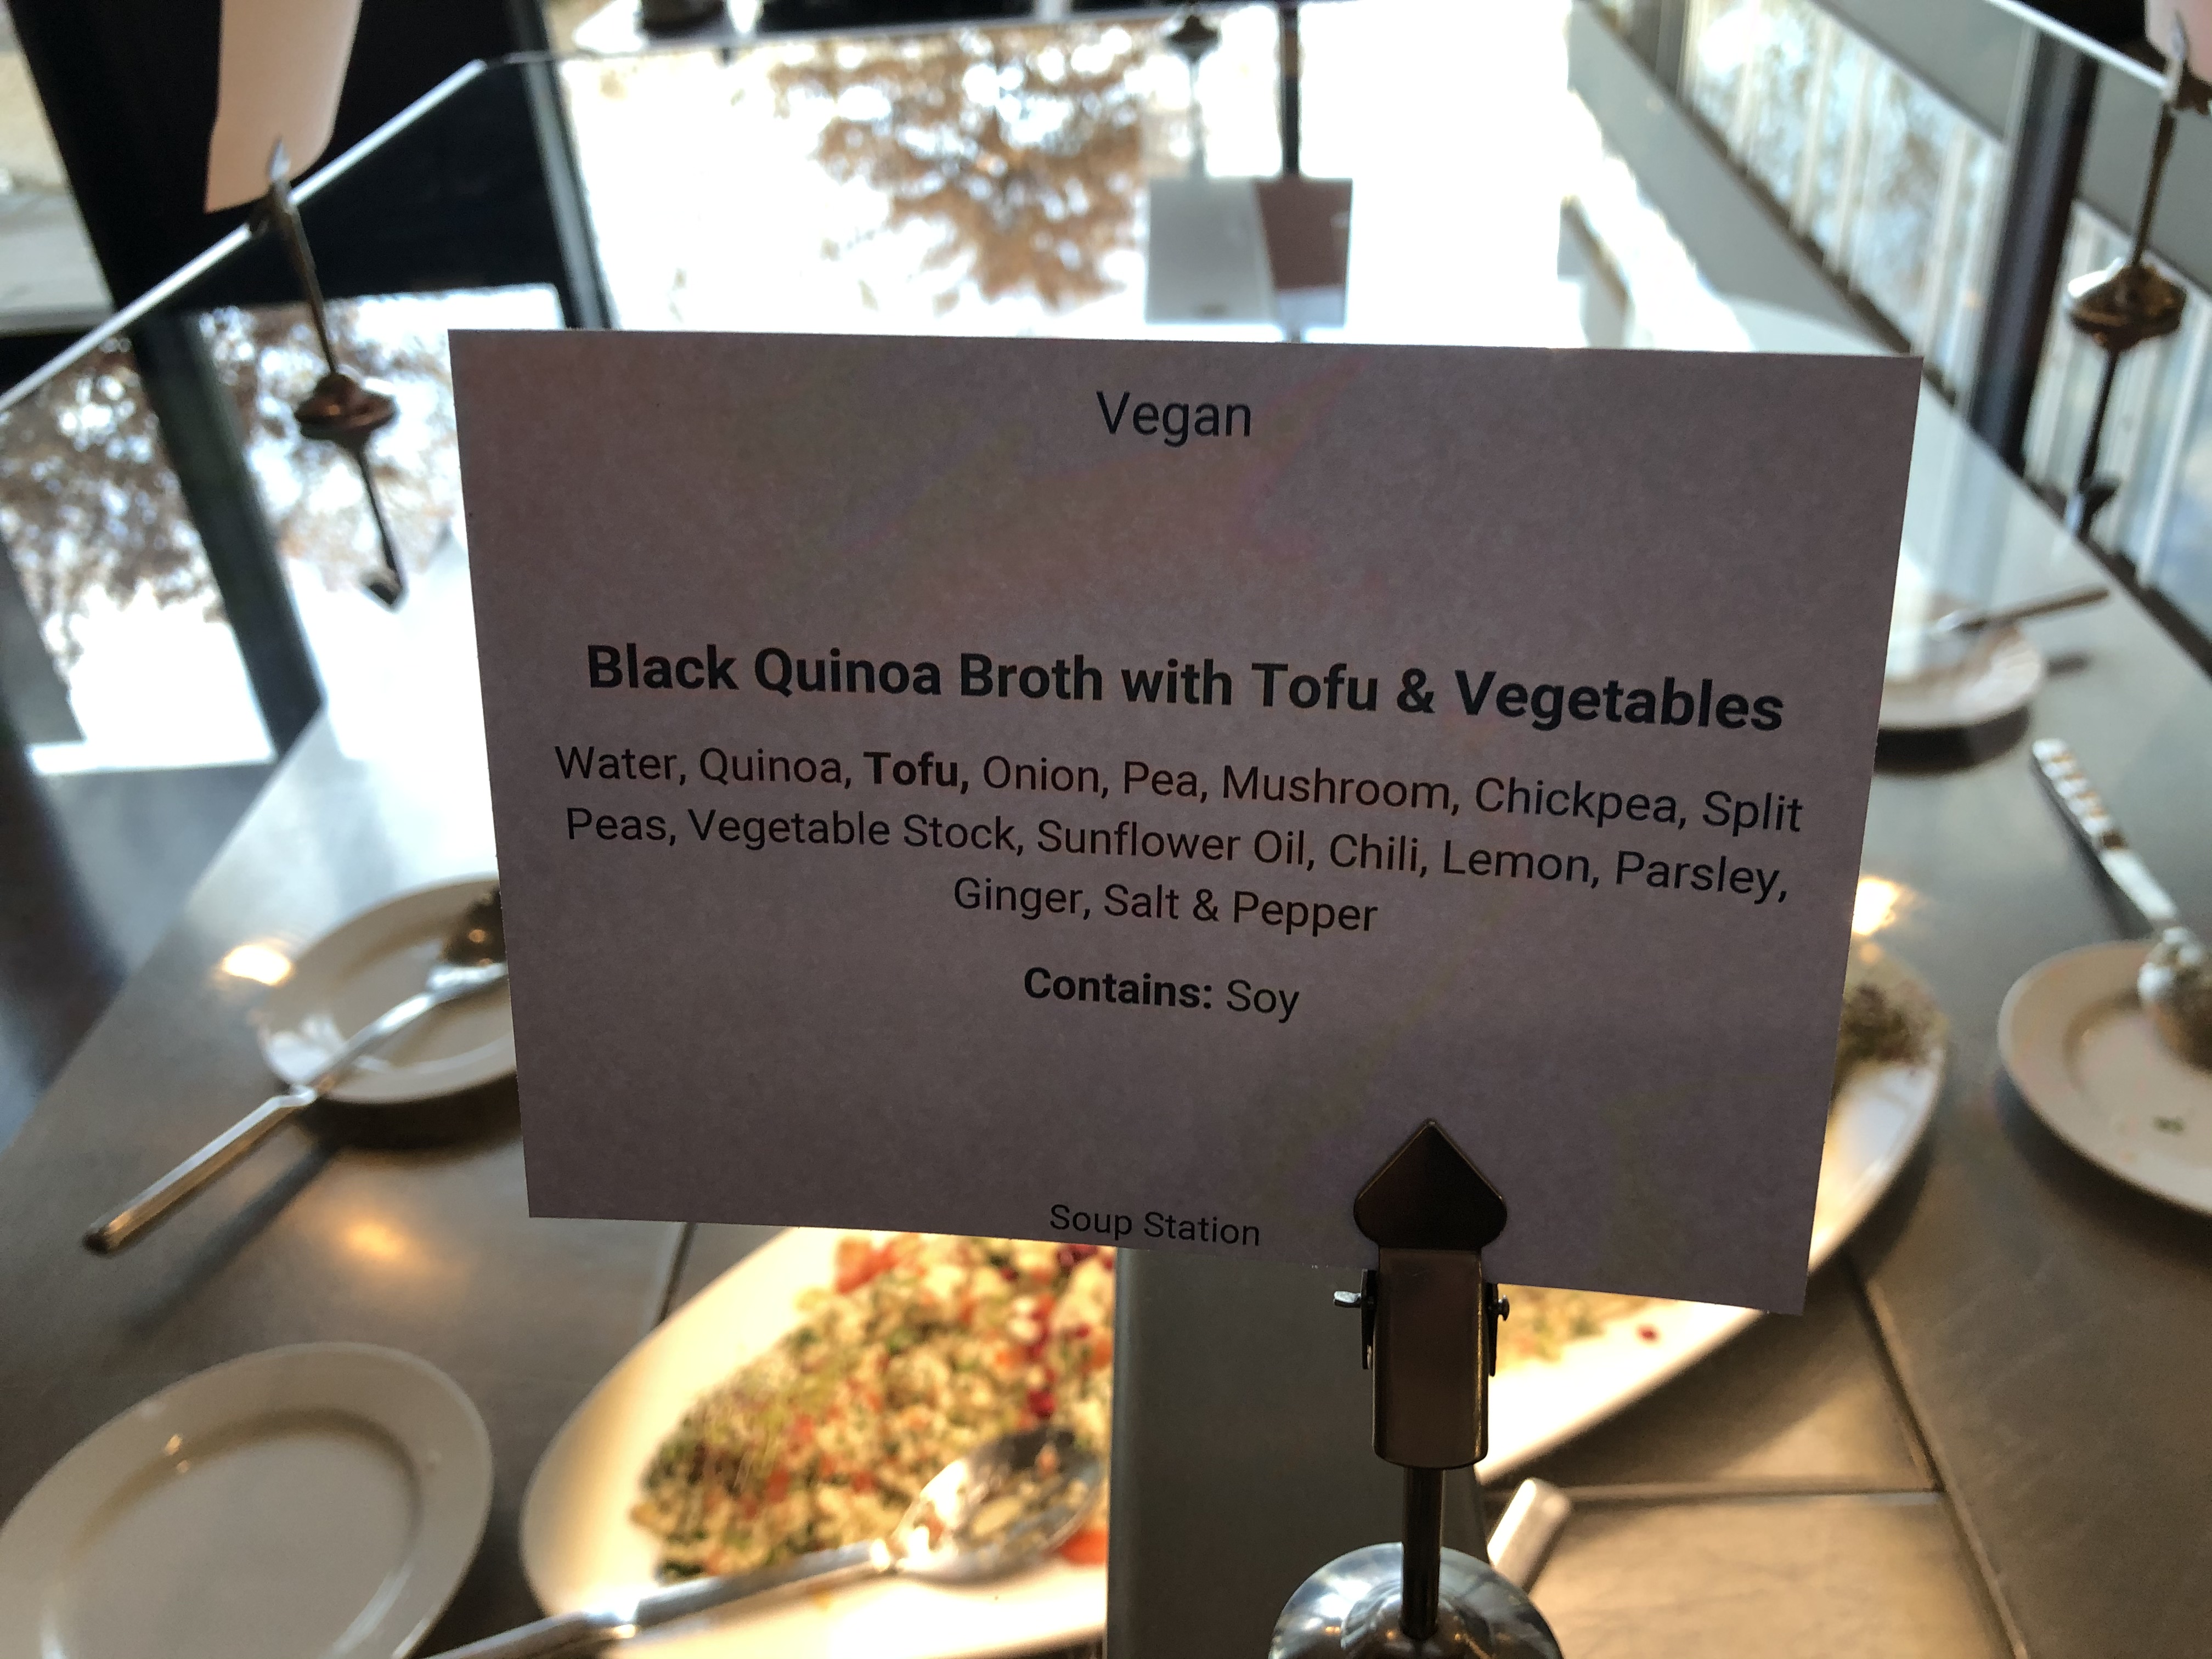 Vegan
Black Quinoa Broth with Tofu & Vegetables
Water, Quinoa, Tofu, Onion, Pea, Mushroom, Chickpea, Split
Peas, Vegetable Stock, Sunflower Oil, Chili, Lemon, Parsley,
Ginger, Salt & Pepper
Contains: Soy
Soup Station